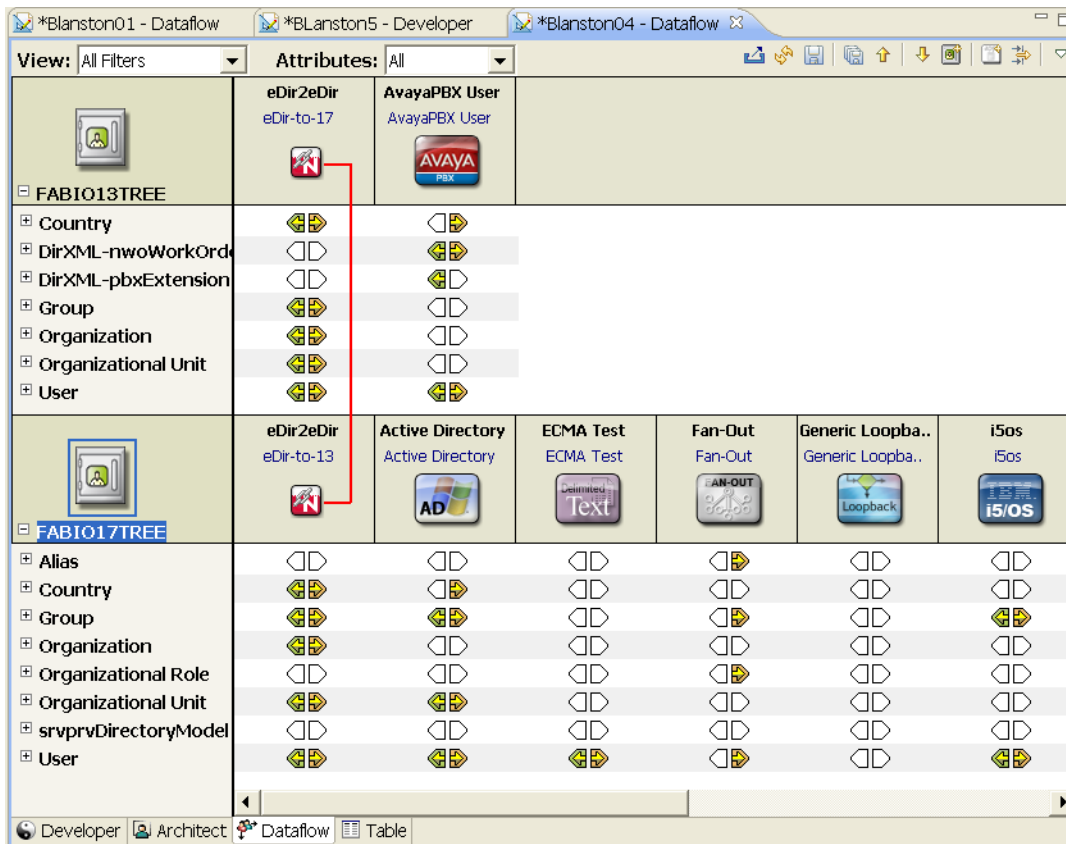 *Blanston01 - Dataflow *BLanston5 - Developer *Blanston04 - Dataflow
View: All Filters Attributes: All
eDir2eDir AvayaPBX User
eDir-to-17 AvayaPBX User
AVAYA
PBX
FABIO13TREE
Country
DirXML-nwoWorkOrde
DirXML-pbxExtension
Group
Organization
Organizational Unit
User
eDir2eDir Active Directory ECMA Test Fan-Out Generic Loopba.. i5os
eDir-to-13 Active Directory ECMA Test Fan-Out Generic Loopba.. i5os
N AD Delimited Text FAN-OUT Loopback IBM i5/OS
FABIO17TREE
Alias
Country
Group
Organization
Organizational Role
Organizational Unit
srvprvDirectoryModel
User
Developer Architect Dataflow Table